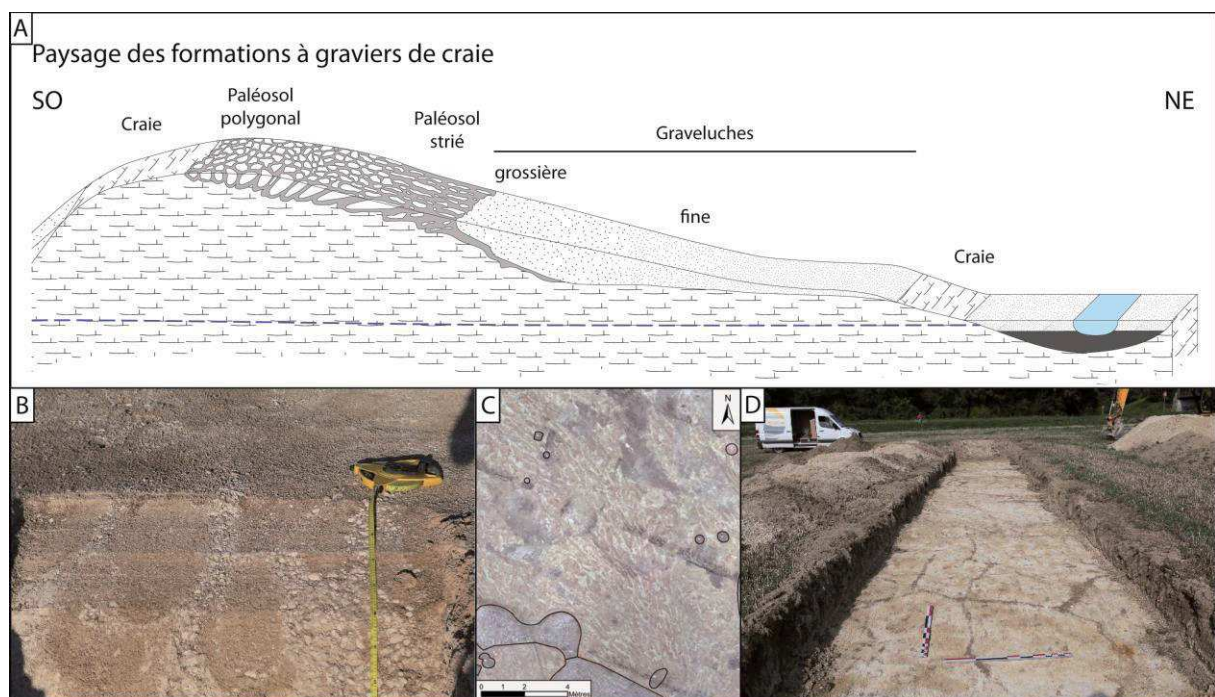 A
Paysage des formations à graviers de craie
SO
NE
Craie
Paléosol
polygonal
Paléosol
strié
Graveluches
grossière
fine
Craie
B
C
N
0 1 2 4
Mètres
D